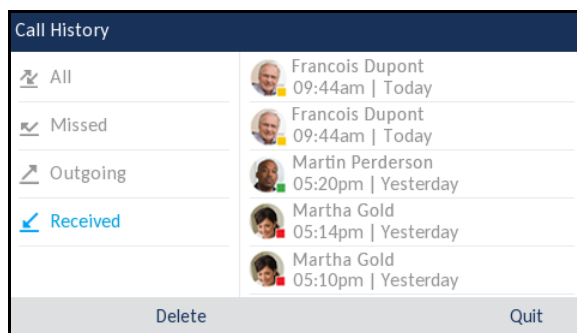 Call History
All
Missed
Outgoing
Received
Francois Dupont
09:44am | Today
Francois Dupont
09:44am | Today
Martin Perderson
05:20pm | Yesterday
Martha Gold
05:14pm | Yesterday
Martha Gold
05:10pm | Yesterday
Delete
Quit